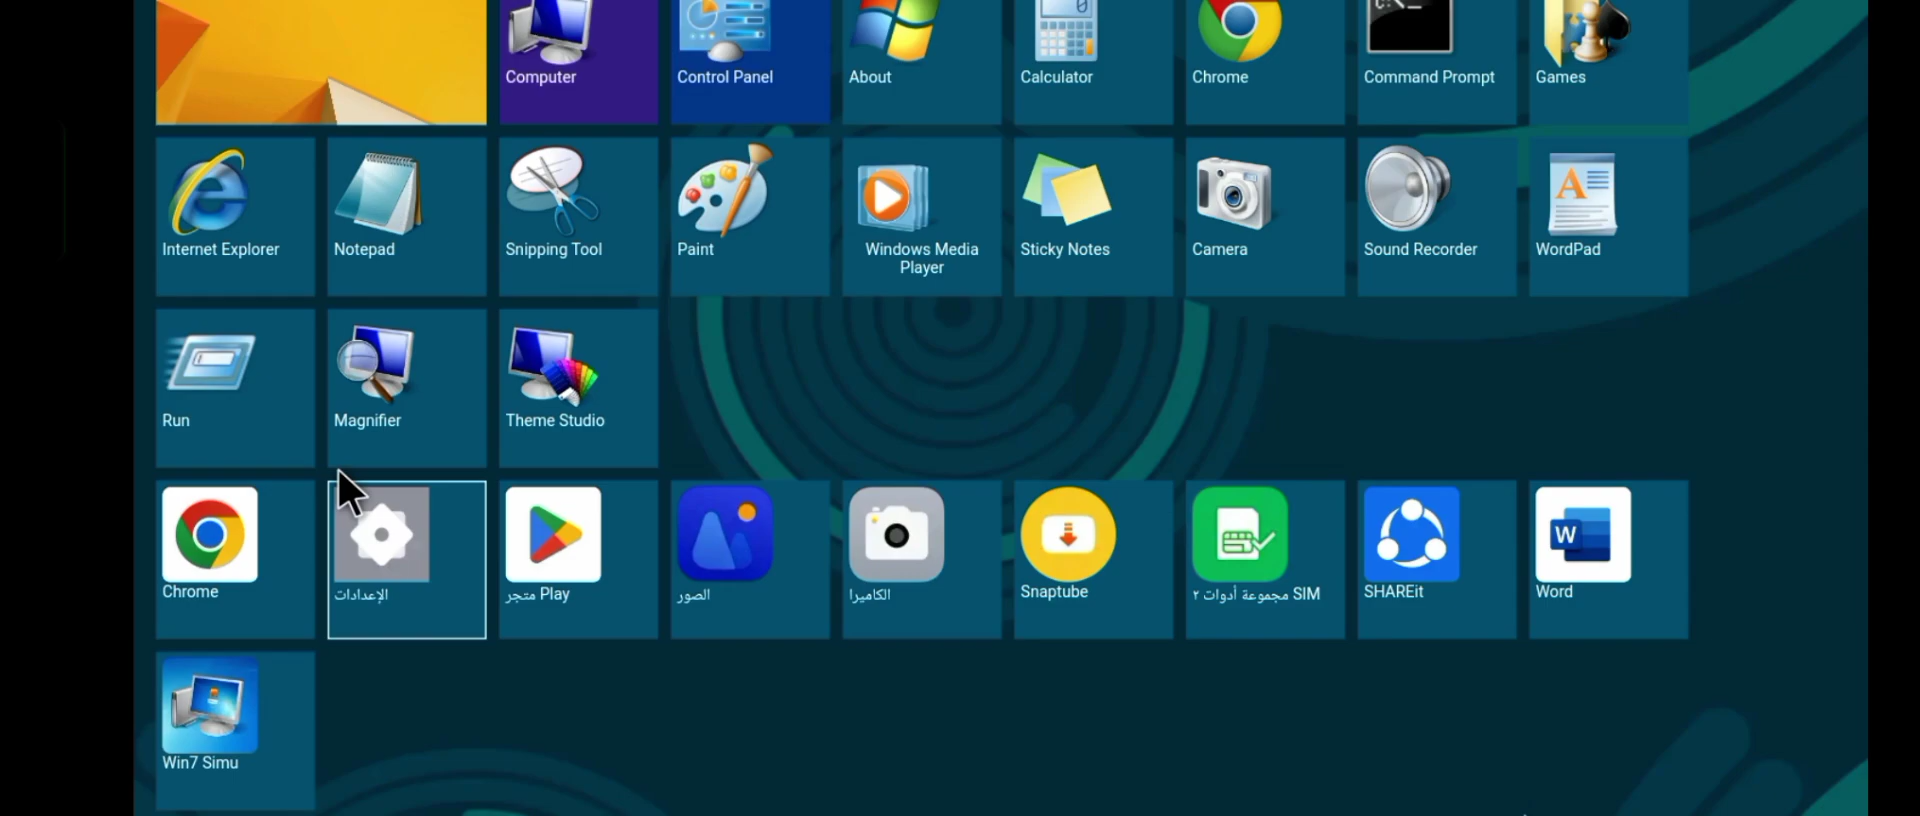 Computer
Control Panel
About
Calculator
Chrome
Command Prompt
Games
Internet Explorer
Notepad
Snipping Tool
Paint
Windows Media
Player
Sticky Notes
Camera
Sound Recorder
WordPad
Run
Magnifier
Theme Studio
Chrome
الإعدادات
متجر Play
الصور
الكاميرا
Snaptube
مجموعة أدوات SIM ٢
SHAREit
Word
Win7 Simu